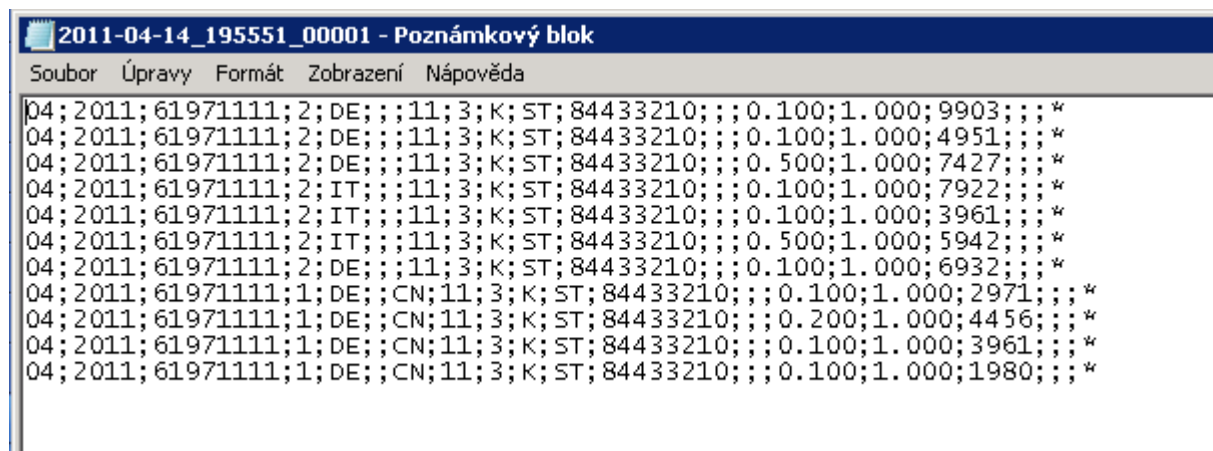 2011-04-14_195551_00001 - Poznámkový blok
Soubor Úpravy Formát Zobrazení Nápověda
04;2011;61971111;2;DE;;;11;3;K;ST;84433210;;;0.100;1.000;9903;;;*
04;2011;61971111;2;DE;;;11;3;K;ST;84433210;;;0.100;1.000;4951;;;*
04;2011;61971111;2;DE;;;11;3;K;ST;84433210;;;0.500;1.000;7427;;;*
04;2011;61971111;2;IT;;;11;3;K;ST;84433210;;;0.100;1.000;7922;;;*
04;2011;61971111;2;IT;;;11;3;K;ST;84433210;;;0.100;1.000;3961;;;*
04;2011;61971111;2;IT;;;11;3;K;ST;84433210;;;0.500;1.000;5942;;;*
04;2011;61971111;2;DE;;;11;3;K;ST;84433210;;;0.100;1.000;6932;;;*
04;2011;61971111;1;DE;;CN;11;3;K;ST;84433210;;;0.100;1.000;2971;;;*
04;2011;61971111;1;DE;;CN;11;3;K;ST;84433210;;;0.200;1.000;4456;;;*
04;2011;61971111;1;DE;;CN;11;3;K;ST;84433210;;;0.100;1.000;3961;;;*
04;2011;61971111;1;DE;;CN;11;3;K;ST;84433210;;;0.100;1.000;1980;;;*